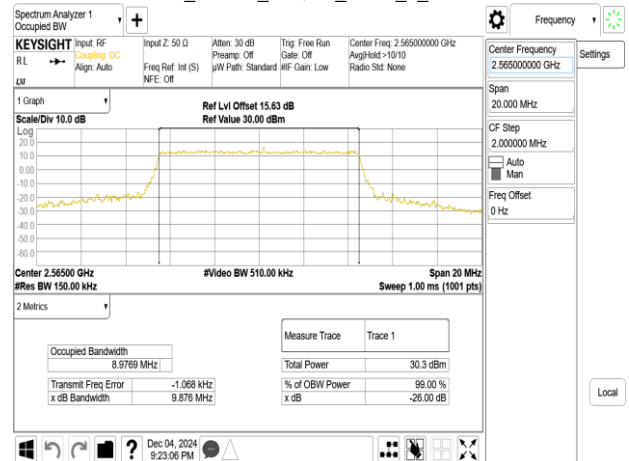 Spectrum Analyzer 1
Occupied BW
KEYSIGHT
RL
LXI
Input: RF
Coupling: DC
Align: Auto
Input Z: 50 Ω
Freq Ref: Int (S)
NFE: Off
Atten: 30 dB
Preamp: Off
µW Path: Standard
Trig: Free Run
Gate: Off
#IF Gain: Low
Center Freq: 2.565000000 GHz
Avg|Hold:>10/10
Radio Std: None
1 Graph
Scale/Div 10.0 dB
Ref Lvl Offset 15.63 dB
Ref Value 30.00 dBm
Log
20.0
10.0
0.00
-10.0
-20.0
-30.0
-40.0
-50.0
-60.0
Center 2.56500 GHz
#Video BW 510.00 kHz
Span 20 MHz
#Res BW 150.00 kHz
Sweep 1.00 ms (1001 pts)
2 Metrics
Measure Trace
Trace 1
Occupied Bandwidth
8.9769 MHz
Total Power
30.3 dBm
Transmit Freq Error
-1.068 kHz
% of OBW Power
99.00 %
x dB Bandwidth
9.876 MHz
x dB
-26.00 dB
Dec 04, 2024
9:23:06 PM
Frequency
Settings
Center Frequency
2.565000000 GHz
Span
20.000 MHz
CF Step
2.000000 MHz
Auto
Man
Freq Offset
0 Hz
Local